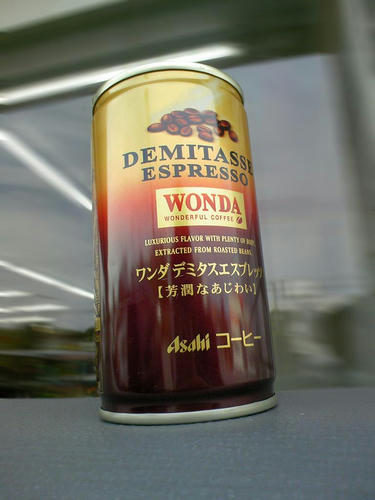 DEMITASSE
ESPRESSO
WONDA
WONDERFUL COFFEE
LUXURIOUS FLAVOR WITH PLENTY OF BODY,
EXTRACTED FROM ROASTED BEANS.
ワンダ デミタスエスプレッソ
【芳潤なあじわい】
Asahi コーヒー